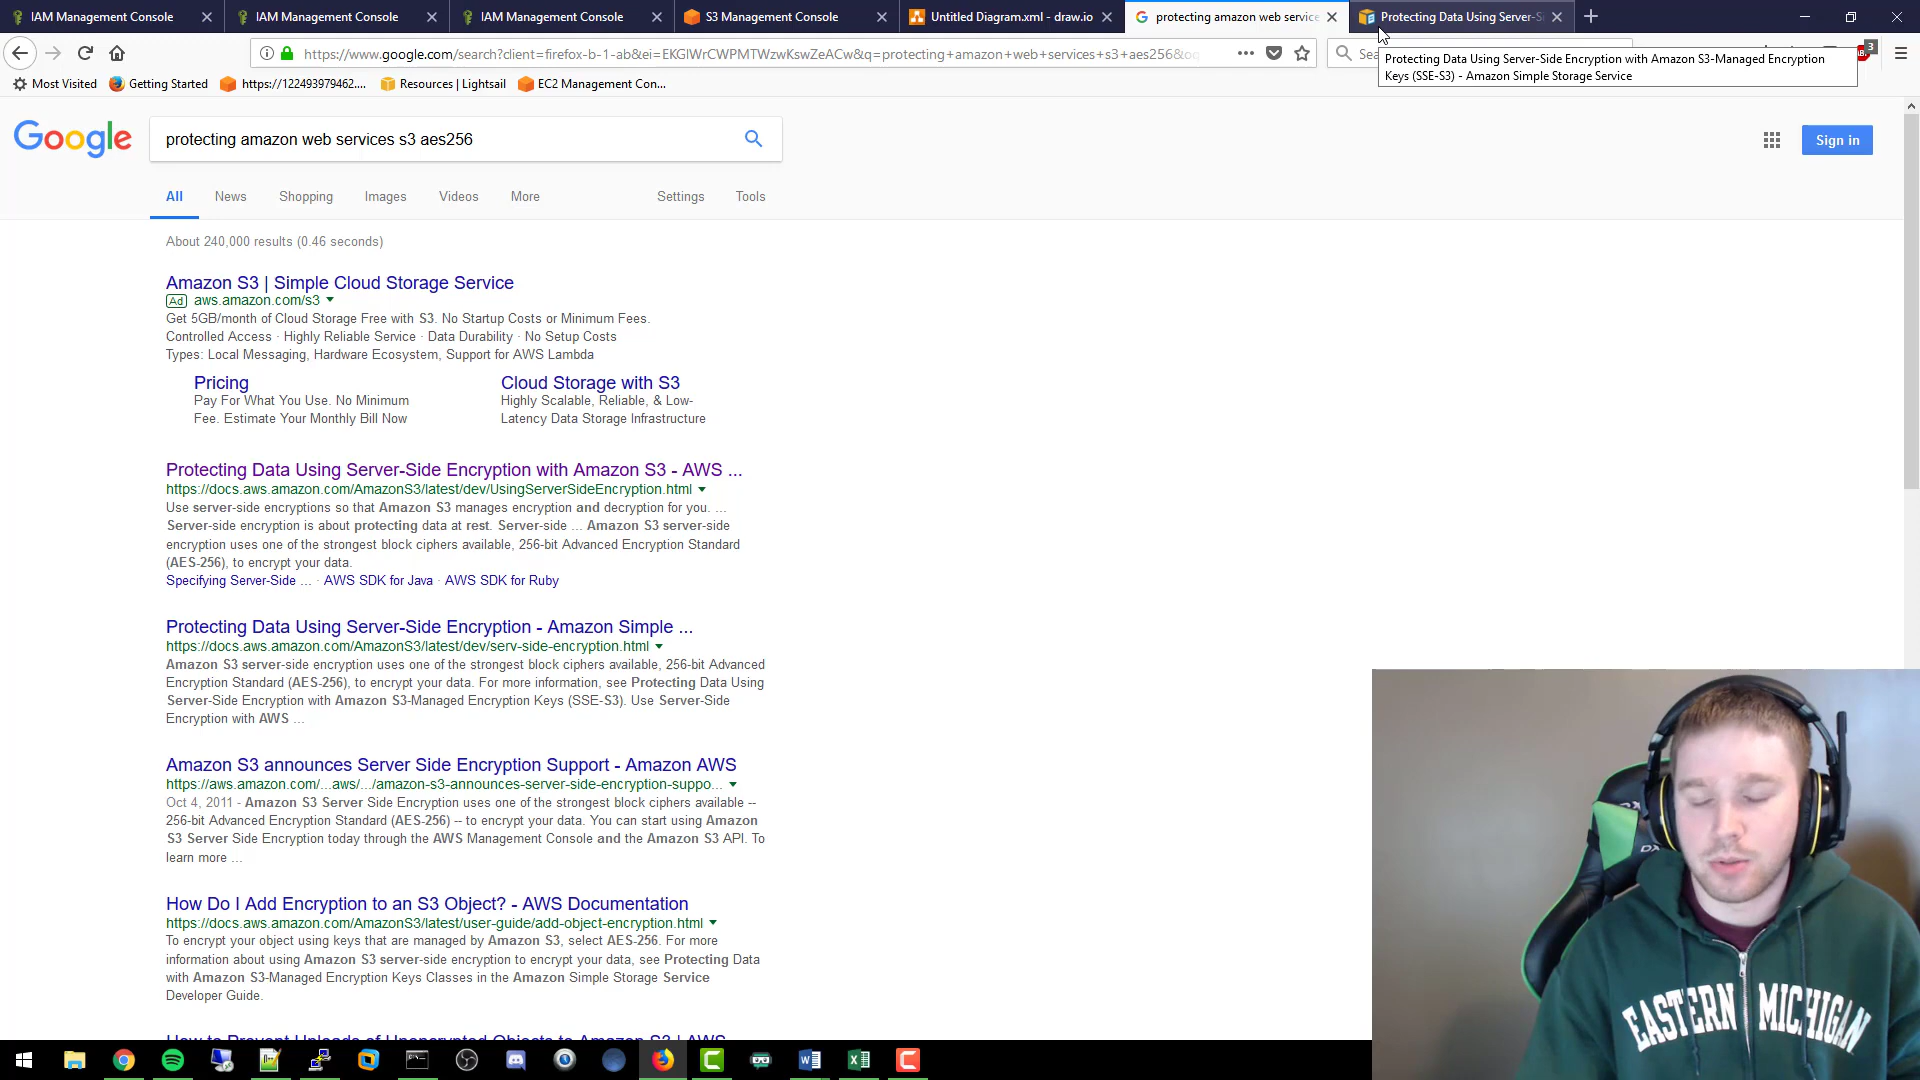 IAM Management Console
IAM Management Console
IAM Management Console
S3 Management Console
Untitled Diagram.xml - draw.io
protecting amazon web service
Protecting Data Using Server-S
https://www.google.com/search?client=firefox-b-1-ab&ei=EKGIWrCWPMTWzwKswZeACw&q=protecting+amazon+web+services+s3+aes256&oq
Sea
3
Protecting Data Using Server-Side Encryption with Amazon S3-Managed Encryption
Keys (SSE-S3) - Amazon Simple Storage Service
Most Visited
Getting Started
https://122493979462....
Resources | Lightsail
EC2 Management Con...
Google
protecting amazon web services s3 aes256
Sign in
All
News
Shopping
Images
Videos
More
Settings
Tools
About 240,000 results (0.46 seconds)
Amazon S3 | Simple Cloud Storage Service
Ad aws.amazon.com/s3
Get 5GB/month of Cloud Storage Free with S3. No Startup Costs or Minimum Fees.
Controlled Access · Highly Reliable Service · Data Durability · No Setup Costs
Types: Local Messaging, Hardware Ecosystem, Support for AWS Lambda
Pricing
Pay For What You Use. No Minimum
Fee. Estimate Your Monthly Bill Now
Cloud Storage with S3
Highly Scalable, Reliable, & Low-
Latency Data Storage Infrastructure
Protecting Data Using Server-Side Encryption with Amazon S3 - AWS ...
https://docs.aws.amazon.com/AmazonS3/latest/dev/UsingServerSideEncryption.html
Use server-side encryptions so that Amazon S3 manages encryption and decryption for you. ...
Server-side encryption is about protecting data at rest. Server-side ... Amazon S3 server-side
encryption uses one of the strongest block ciphers available, 256-bit Advanced Encryption Standard
(AES-256), to encrypt your data.
Specifying Server-Side ... · AWS SDK for Java · AWS SDK for Ruby
Protecting Data Using Server-Side Encryption - Amazon Simple ...
https://docs.aws.amazon.com/AmazonS3/latest/dev/serv-side-encryption.html
Amazon S3 server-side encryption uses one of the strongest block ciphers available, 256-bit Advanced
Encryption Standard (AES-256), to encrypt your data. For more information, see Protecting Data Using
Server-Side Encryption with Amazon S3-Managed Encryption Keys (SSE-S3). Use Server-Side
Encryption with AWS ...
Amazon S3 announces Server Side Encryption Support - Amazon AWS
https://aws.amazon.com/...aws/.../amazon-s3-announces-server-side-encryption-suppo...
Oct 4, 2011 - Amazon S3 Server Side Encryption uses one of the strongest block ciphers available --
256-bit Advanced Encryption Standard (AES-256) -- to encrypt your data. You can start using Amazon
S3 Server Side Encryption today through the AWS Management Console and the Amazon S3 API. To
learn more ...
How Do I Add Encryption to an S3 Object? - AWS Documentation
https://docs.aws.amazon.com/AmazonS3/latest/user-guide/add-object-encryption.html
To encrypt your object using keys that are managed by Amazon S3, select AES-256. For more
information about using Amazon S3 server-side encryption to encrypt your data, see Protecting Data
with Amazon S3-Managed Encryption Keys Classes in the Amazon Simple Storage Service
Developer Guide.
How to Prevent Uploads of Unencrypted Objects to Amazon S3 | AWS
EASTERN MICHIGAN